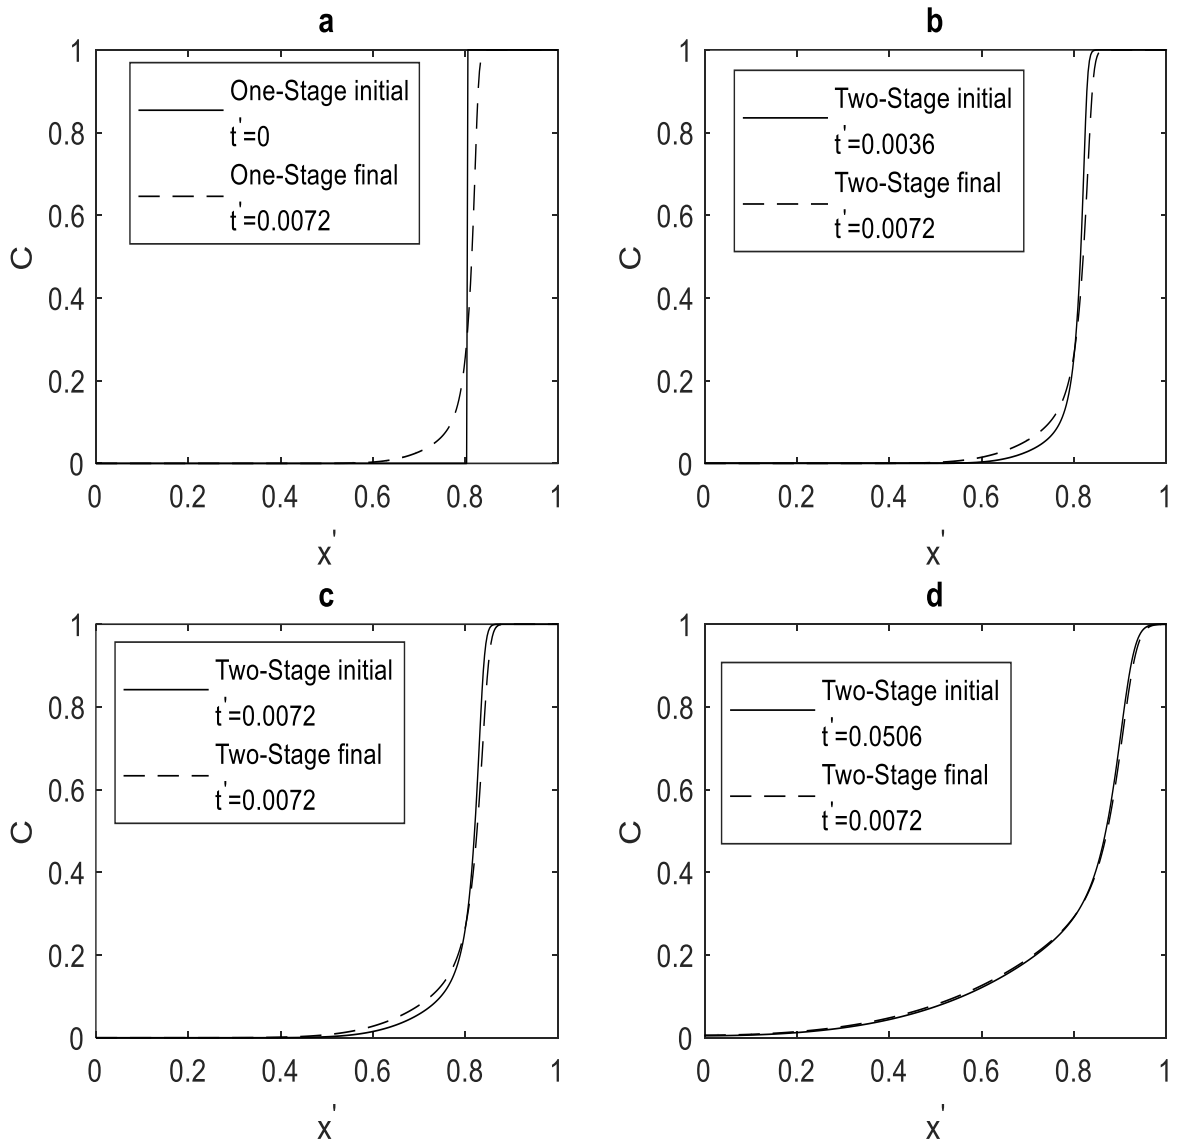 a
1
0.8
0.6
0.4
0.2
0
C
One-Stage initial
t'=0
One-Stage final
t'=0.0072
0 0.2 0.4 0.6 0.8 1
x'
b
1
0.8
0.6
0.4
0.2
0
C
Two-Stage initial
t'=0.0036
Two-Stage final
t'=0.0072
0 0.2 0.4 0.6 0.8 1
x'
c
1
0.8
0.6
0.4
0.2
0
C
Two-Stage initial
t'=0.0072
Two-Stage final
t'=0.0072
0 0.2 0.4 0.6 0.8 1
x'
d
1
0.8
0.6
0.4
0.2
0
C
Two-Stage initial
t'=0.0506
Two-Stage final
t'=0.0072
0 0.2 0.4 0.6 0.8 1
x'